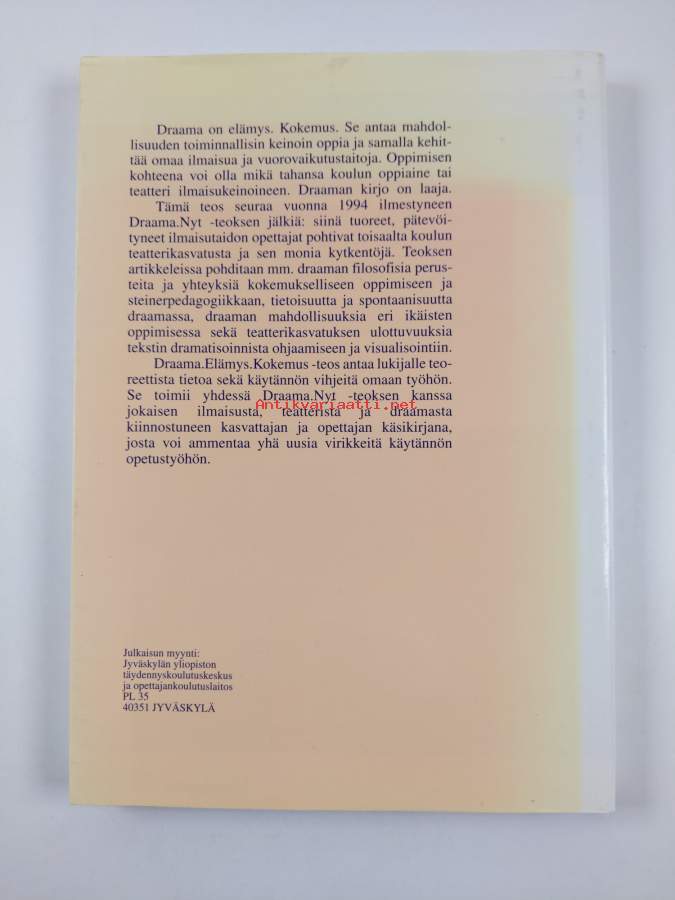 Draama on elämys. Kokemus. Se antaa mahdol-
lisuuden toiminnallisin keinoin oppia ja samalla kehit-
tää omaa ilmaisua ja vuorovaikutustaitoja. Oppimisen
kohteena voi olla mikä tahansa koulun oppiaine tai
teatteri ilmaisukeinoineen. Draaman kirjo on laaja.
Tämä teos seuraa vuonna 1994 ilmestyneen
Draama.Nyt -teoksen jälkiä: siinä tuoreet, pätevöi-
tyneet ilmaisutaidon opettajat pohtivat toisaalta koulun
teatterikasvatusta ja sen monia kytkentöjä. Teoksen
artikkeleissa pohditaan mm. draaman filosofisia perus-
teita ja yhteyksiä kokemukselliseen oppimiseen ja
steinerpedagogiikkaan, tietoisuutta ja spontaanisuutta
draamassa, draaman mahdollisuuksia eri ikäisten
oppimisessa sekä teatterikasvatuksen ulottuvuuksia
tekstin dramatisoinnista ohjaamiseen ja visualisointiin.
Draama.Elämys.Kokemus -teos antaa lukijalle teo-
reettista tietoa sekä käytännön vihjeitä omaan työhön.
Se toimii yhdessä Draama.Nyt -teoksen kanssa
Antikvariaatti.net
jokaisen ilmaisusta, teatterista ja draamasta
kiinnostuneen kasvattajan ja opettajan käsikirjana,
josta voi ammentaa yhä uusia virikkeitä käytännön
opetustyöhön.
Julkaisun myynti:
Jyväskylän yliopiston
täydennyskoulutuskeskus
ja opettajankoulutuslaitos
PL 35
40351 JYVÄSKYLÄ